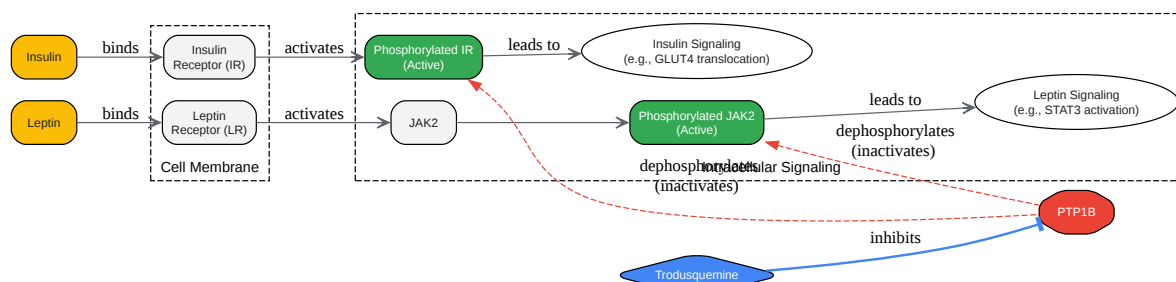 Insulin
binds
Insulin
Receptor (IR)
activates
Phosphorylated IR
(Active)
leads to
Insulin Signaling
(e.g., GLUT4 translocation)
Leptin
binds
Leptin
Receptor (LR)
activates
JAK2
Phosphorylated JAK2
(Active)
leads to
Leptin Signaling
(e.g., STAT3 activation)
Cell Membrane
dephosphorylates
(inactivates)
Intracellular Signaling
dephosphorylates
(inactivates)
PTP1B
inhibits
Trodusquemine